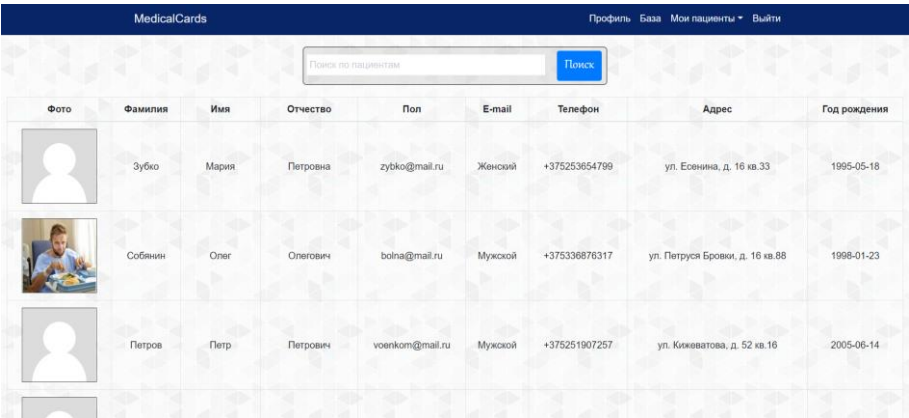 MedicalCards Профиль База Мои пациенты Выйти
Поиск по пациентам Поиск
Фото Фамилия Имя Отчество Пол E-mail Телефон Адрес Год рождения
Зубко Мария Петровна zybko@mail.ru Женский +375253654799 ул. Есенина, д. 16 кв.33 1995-05-18
Собянин Олег Олегович bolna@mail.ru Мужской +375336876317 ул. Петруся Бровки, д. 16 кв.88 1998-01-23
Петров Петр Петрович voenkom@mail.ru Мужской +375251907257 ул. Кижеватова, д. 52 кв.16 2005-06-14